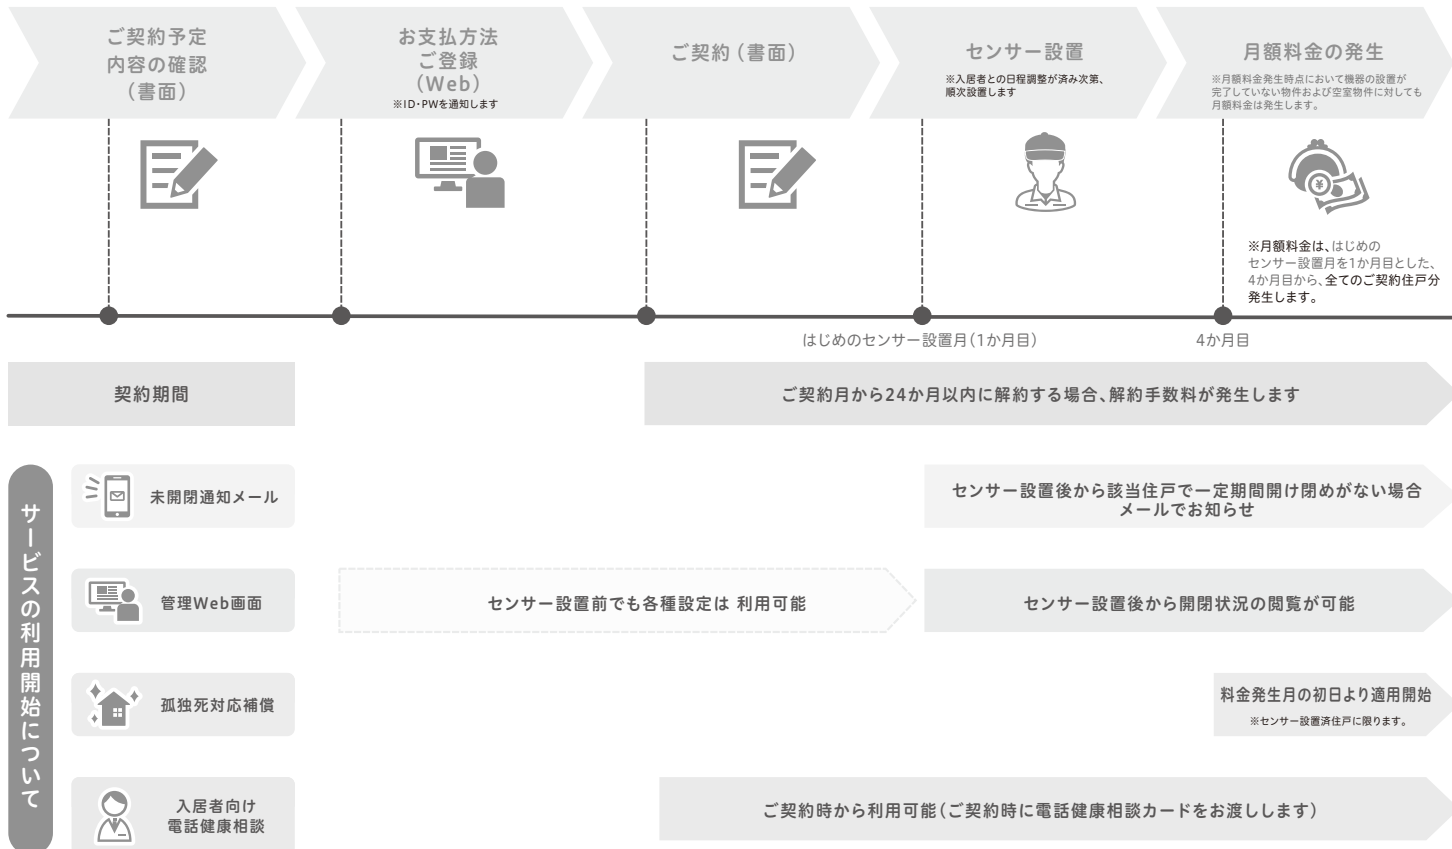 ご契約予定
内容の確認
（書面）
お支払方法
ご登録
（Web）
※ID・PWを通知します
ご契約（書面）
センサー設置
※入居者との日程調整が済み次第、
順次設置します
月額料金の発生
※月額料金発生時点において機器の設置が
完了していない物件および空室物件に対しても
月額料金は発生します。
¥
※月額料金は、はじめの
センサー設置月を1か月目とした、
4か月目から、全てのご契約住戸分
発生します。
はじめのセンサー設置月（1か月目）
4か月目
契約期間
ご契約月から24か月以内に解約する場合、解約手数料が発生します
サービスの利用開始について
未開閉通知メール
センサー設置後から該当住戸で一定期間開け閉めがない場合
メールでお知らせ
管理Web画面
センサー設置前でも各種設定は 利用可能
センサー設置後から開閉状況の閲覧が可能
孤独死対応補償
料金発生月の初日より適用開始
※センサー設置済住戸に限ります。
入居者向け
電話健康相談
ご契約時から利用可能（ご契約時に電話健康相談カードをお渡しします）